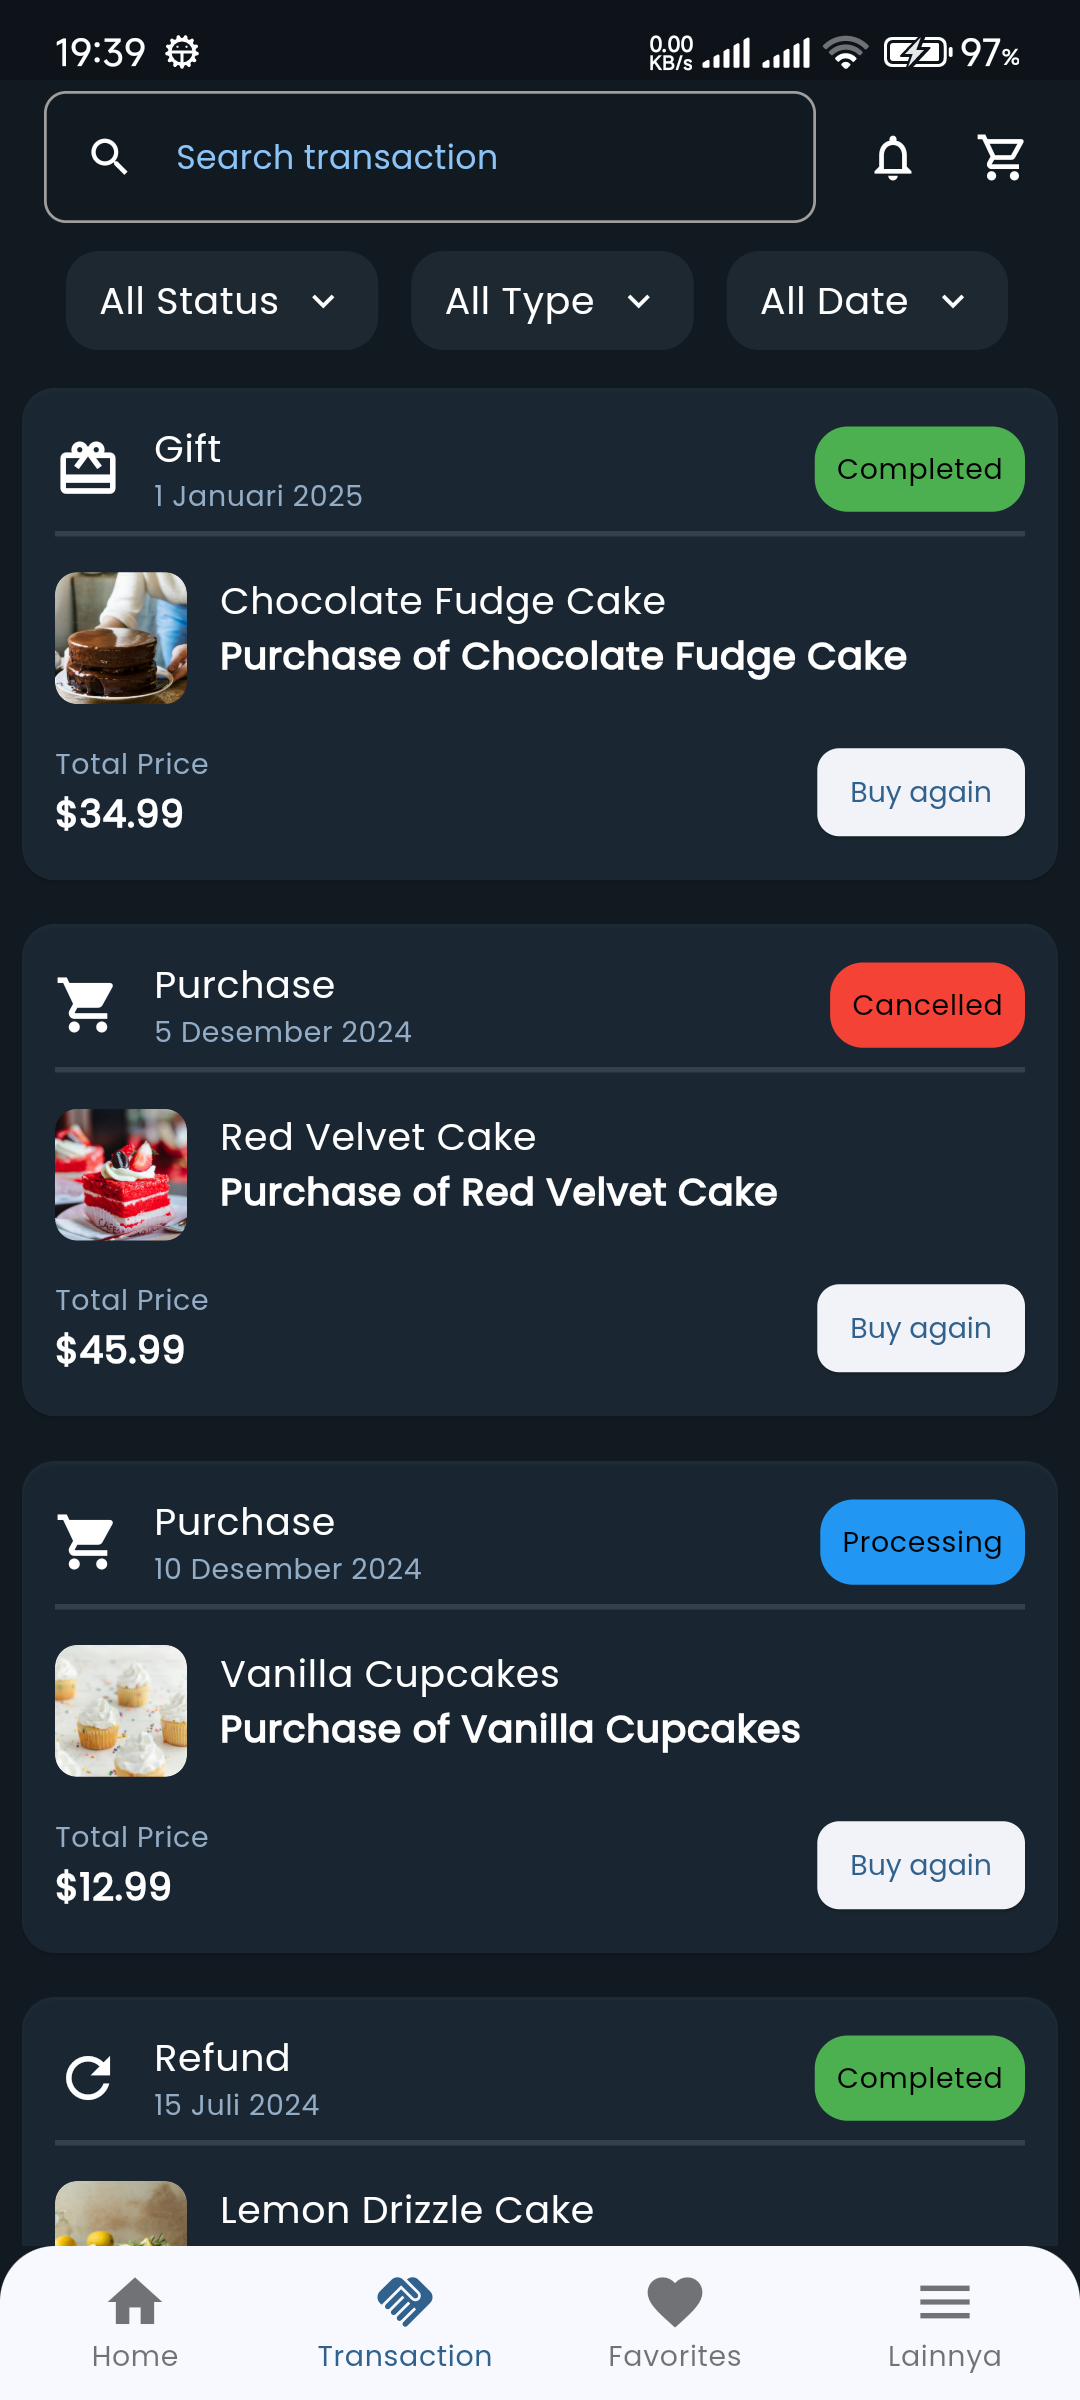 19:39
0.00
KB/s
97%
Search transaction
All Status
All Type
All Date
Gift
1 Januari 2025
Completed
Chocolate Fudge Cake
Purchase of Chocolate Fudge Cake
Total Price
$34.99
Buy again
Purchase
5 Desember 2024
Cancelled
Red Velvet Cake
Purchase of Red Velvet Cake
Total Price
$45.99
Buy again
Purchase
10 Desember 2024
Processing
Vanilla Cupcakes
Purchase of Vanilla Cupcakes
Total Price
$12.99
Buy again
Refund
15 Juli 2024
Completed
Lemon Drizzle Cake
Home
Transaction
Favorites
Lainnya